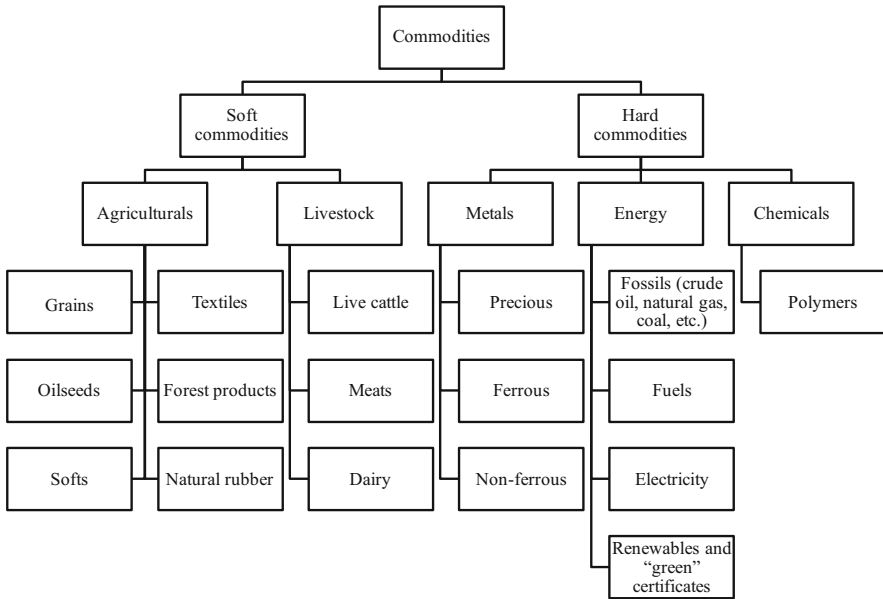 Commodities
Soft
commodities
Hard
commodities
Agriculturals
Livestock
Metals
Energy
Chemicals
Grains
Textiles
Live cattle
Precious
Fossils (crude
oil, natural gas,
coal, etc.)
Polymers
Oilseeds
Forest products
Meats
Ferrous
Fuels
Softs
Natural rubber
Dairy
Non-ferrous
Electricity
Renewables and
“green”
certificates